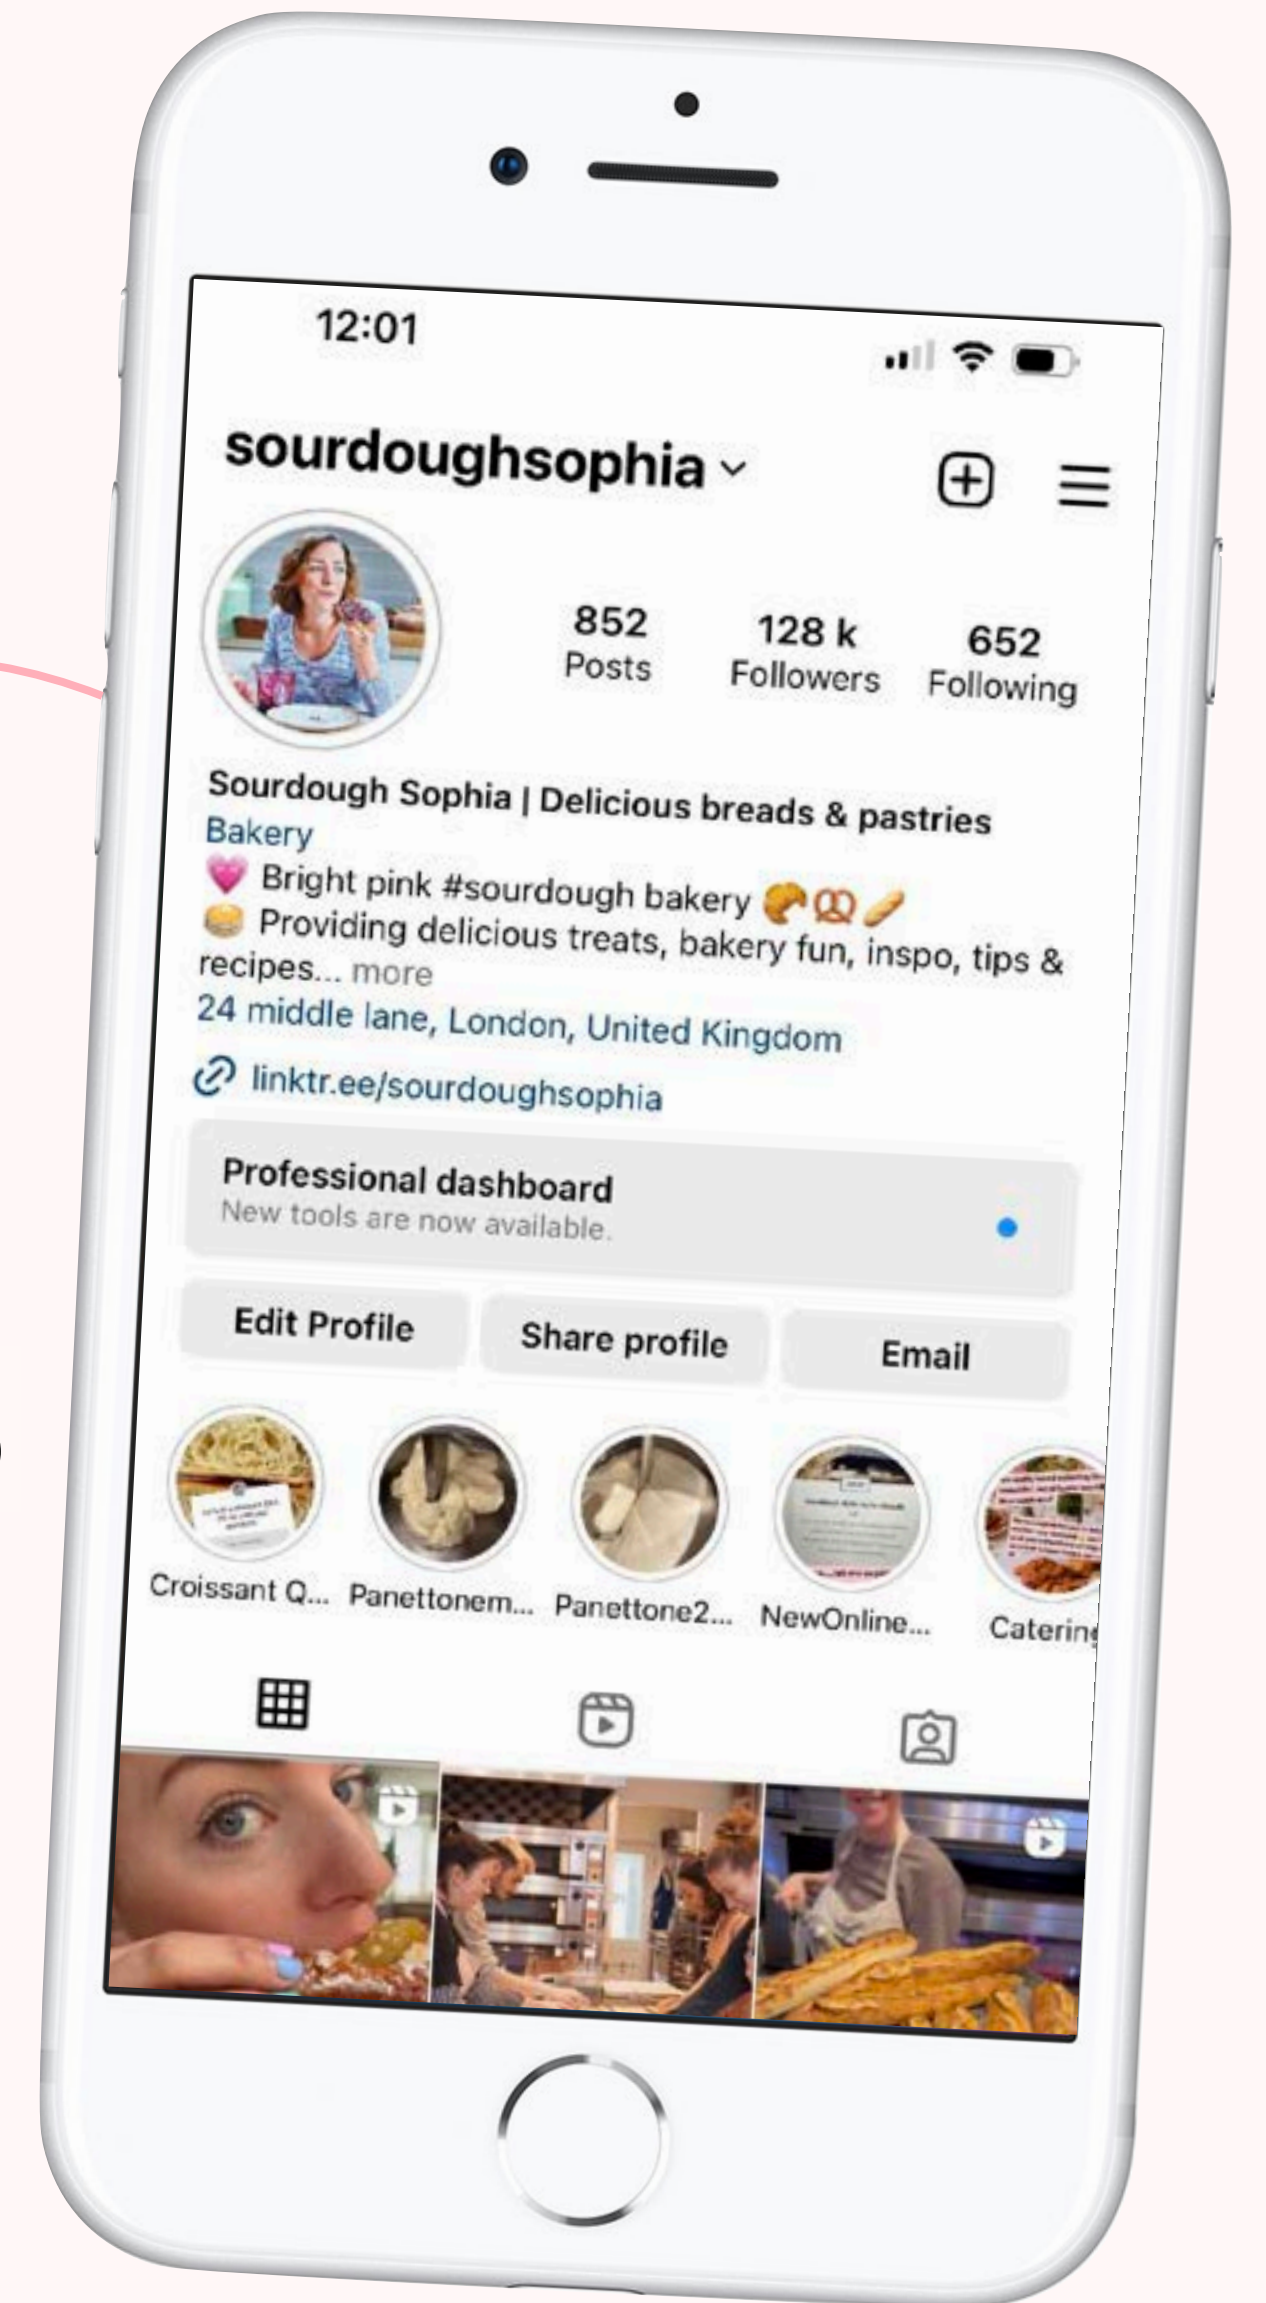 12:01
sourdoughsophia
852
Posts
128 k
Followers
652
Following
Sourdough Sophia | Delicious breads & pastries
Bakery
💗 Bright pink #sourdough bakery 🥐🥨🥖
🥞 Providing delicious treats, bakery fun, inspo, tips &
recipes... more
24 middle lane, London, United Kingdom
linktr.ee/sourdoughsophia
Professional dashboard
New tools are now available.
Edit Profile
Share profile
Email
Croissant Q...
Panettonem...
Panettone2...
NewOnline...
Catering